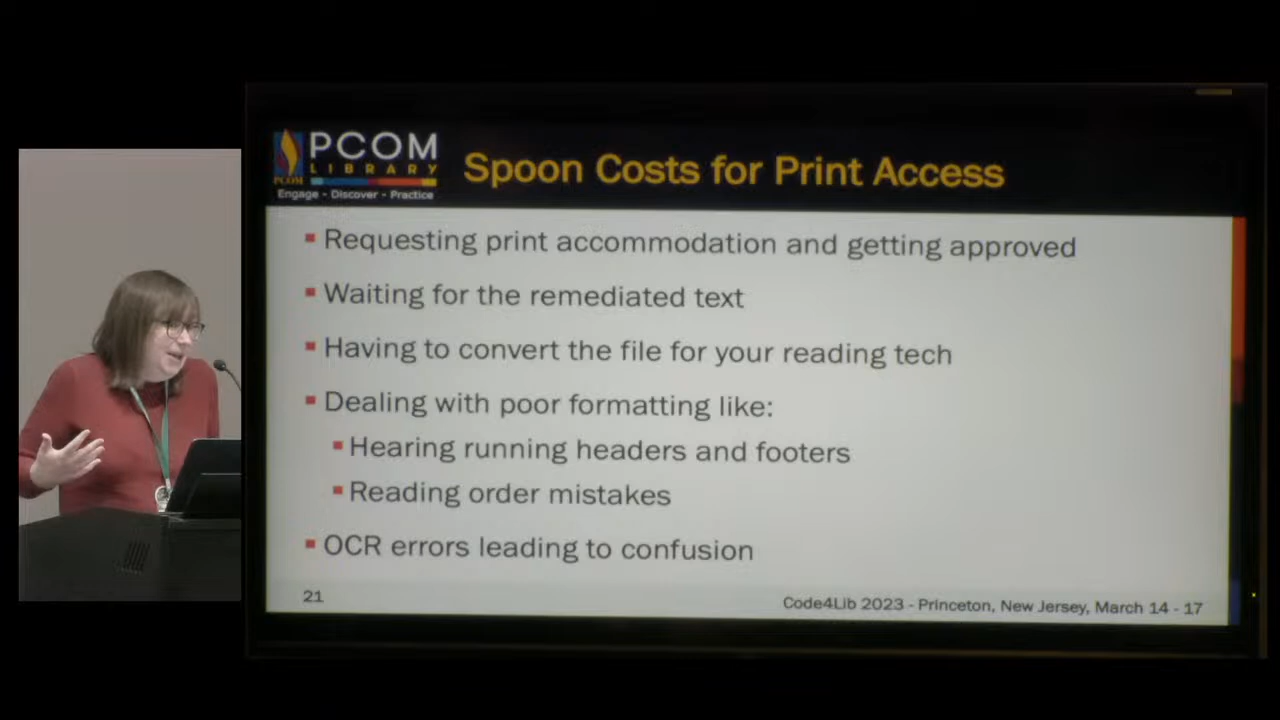 PCOM
LIBRARY
PCOM
Engage - Discover - Practice
Spoon Costs for Print Access
Requesting print accommodation and getting approved
Waiting for the remediated text
Having to convert the file for your reading tech
Dealing with poor formatting like:
Hearing running headers and footers
Reading order mistakes
OCR errors leading to confusion
21
Code4Lib 2023 - Princeton, New Jersey, March 14 - 17